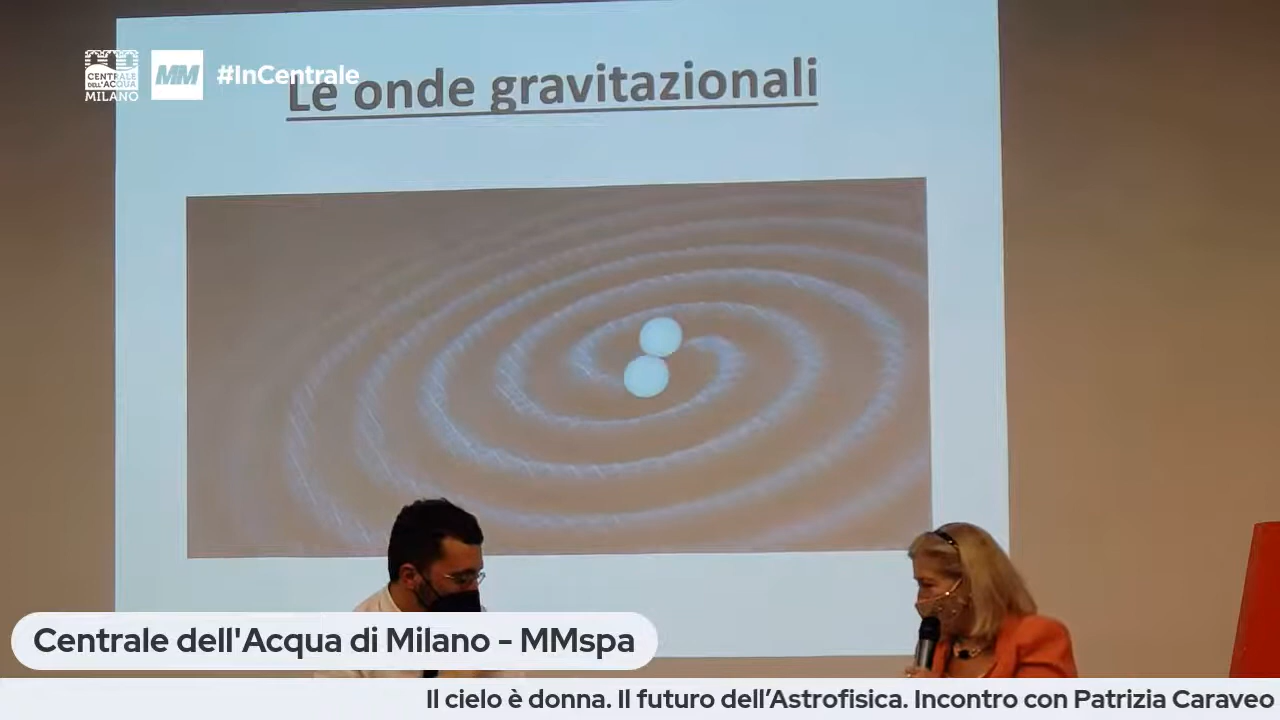 CENTRALE
DELL'ACQUA
MILANO
MM
#InCentrale
Le onde gravitazionali
Centrale dell'Acqua di Milano - MMspa
Il cielo è donna. Il futuro dell’Astrofisica. Incontro con Patrizia Caraveo